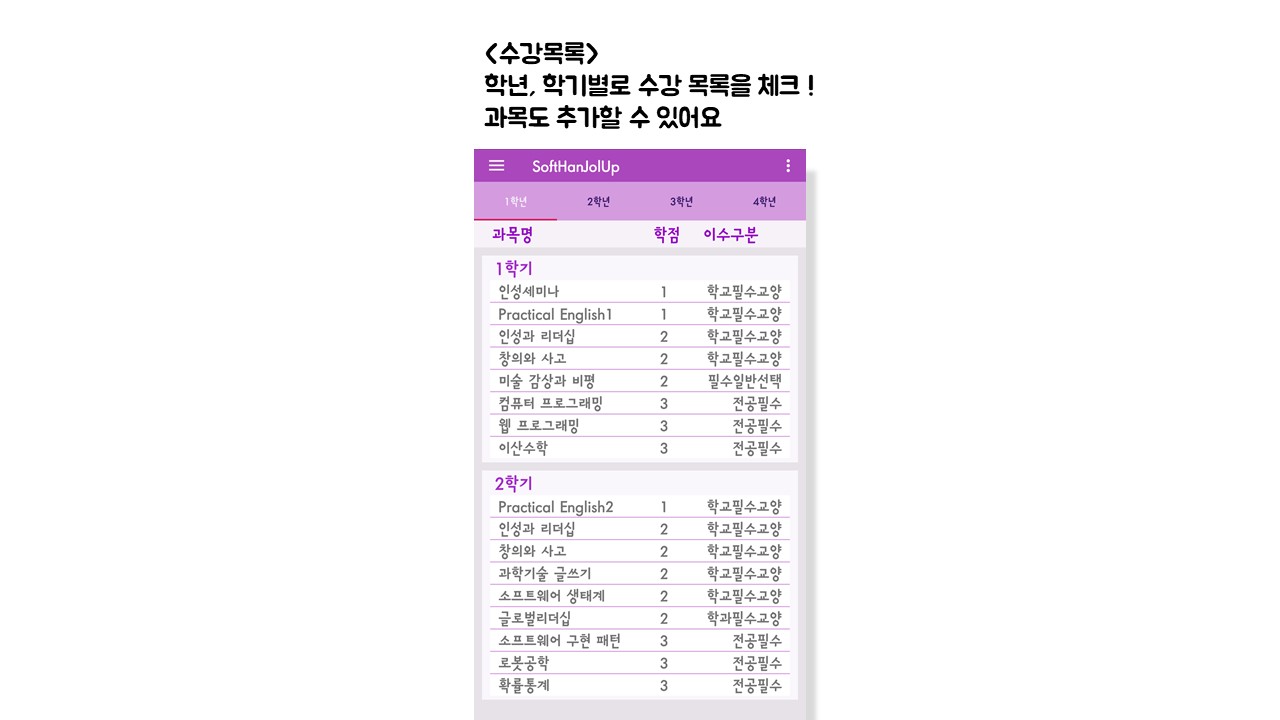 <수강목록>
학년, 학기별로 수강 목록을 체크 !
과목도 추가할 수 있어요
SoftHanJolUp
1학년 2학년 3학년 4학년
과목명 학점 이수구분
1학기
인성세미나 1 학교필수교양
Practical English1 1 학교필수교양
인성과 리더십 2 학교필수교양
창의와 사고 2 학교필수교양
미술 감상과 비평 2 필수일반선택
컴퓨터 프로그래밍 3 전공필수
웹 프로그래밍 3 전공필수
이산수학 3 전공필수
2학기
Practical English2 1 학교필수교양
인성과 리더십 2 학교필수교양
창의와 사고 2 학교필수교양
과학기술 글쓰기 2 학교필수교양
소프트웨어 생태계 2 학교필수교양
글로벌리더십 2 학과필수교양
소프트웨어 구현 패턴 3 전공필수
로봇공학 3 전공필수
확률통계 3 전공필수